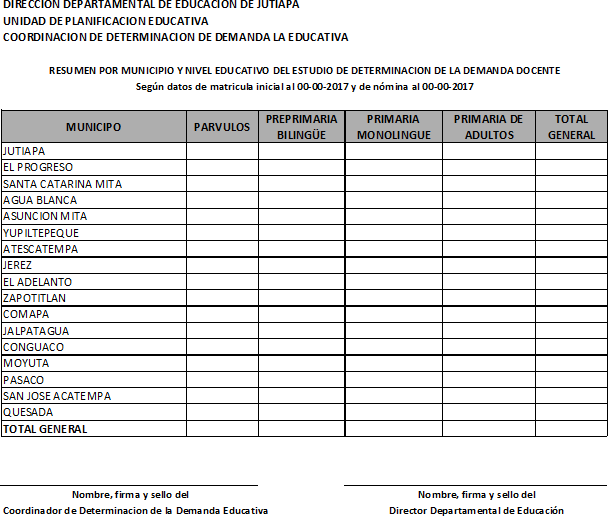 DIRECCION DEPARTAMENTAL DE EDUCACION DE JUTIAPA
UNIDAD DE PLANIFICACION EDUCATIVA
COORDINACION DE DETERMINACION DE DEMANDA LA EDUCATIVA
RESUMEN POR MUNICIPIO Y NIVEL EDUCATIVO DEL ESTUDIO DE DETERMINACION DE LA DEMANDA DOCENTE
Según datos de matricula inicial al 00-00-2017 y de nómina al 00-00-2017
MUNICIPO PARVULOS PREPRIMARIA BILINGÜE PRIMARIA MONOLINGUE PRIMARIA DE ADULTOS TOTAL GENERAL
JUTIAPA
EL PROGRESO
SANTA CATARINA MITA
AGUA BLANCA
ASUNCION MITA
YUPILTEPEQUE
ATESCATEMPA
JEREZ
EL ADELANTO
ZAPOTITLAN
COMAPA
JALPATAGUA
CONGUACO
MOYUTA
PASACO
SAN JOSE ACATEMPA
QUESADA
TOTAL GENERAL
Nombre, firma y sello del
Coordinador de Determinacion de la Demanda Educativa
Nombre, firma y sello del
Director Departamental de Educación